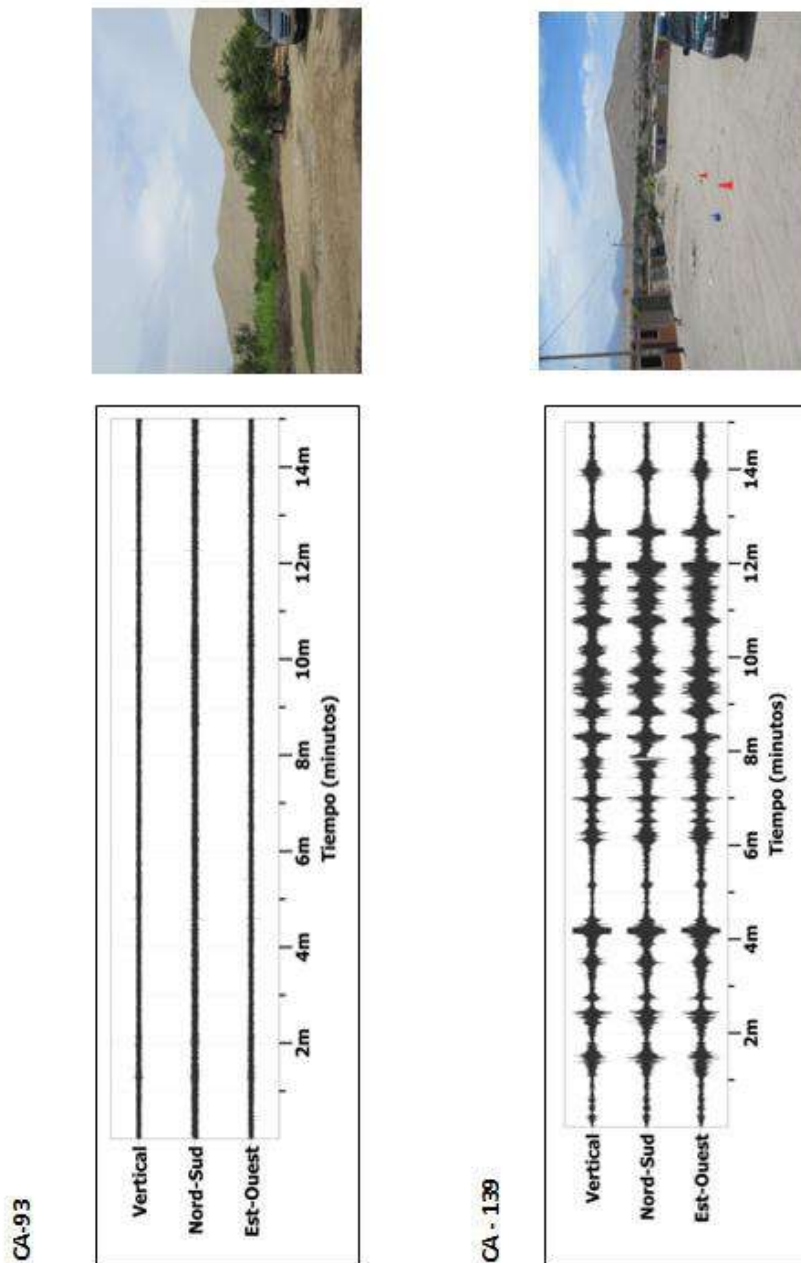 CA-93
Vertical
Nord-Sud
Est-Ouest
2m 4m 6m 8m 10m 12m 14m
Tiempo (minutos)
CA - 139
Vertical
Nord-Sud
Est-Ouest
2m 4m 6m 8m 10m 12m 14m
Tiempo (minutos)